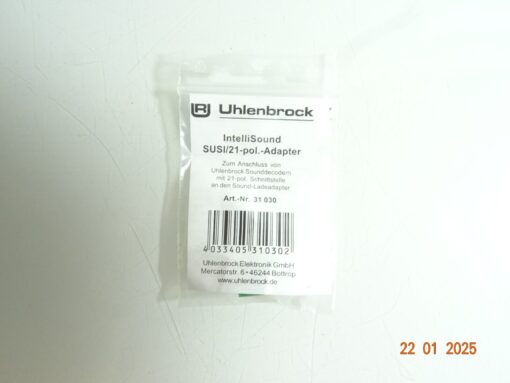 Uhlenbrock
IntelliSound
SUSI/21-pol.-Adapter
Zum Anschluss von
Uhlenbrock Sounddecodern
mit 21-pol. Schnittstelle
an den Sound-Ladeadapter
Art.-Nr. 31 030
4 033405 310302
Uhlenbrock Elektronik GmbH
Mercatorstr. 6 • 46244 Bottrop
www.uhlenbrock.de
22 01 2025